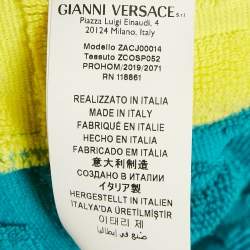 GIANNI VERSACE S.r.l.
Piazza Luigi Einaudi, 4
20124 Milano, Italy
Modello ZACJ00014
Tessuto ZCOSP052
PROHOM/2019/2071
RN 116861
REALIZZATO IN ITALIA
MADE IN ITALY
FABRIQUÉ EN ITALIE
HECHO EN ITALIA
FABRICADO EM ITÁLIA
意大利制造
СОЗДАНО В ИТАЛИИ
イタリア製
HERGESTELLT IN ITALIEN
ITALYA'DA ÜRETİLMİŞTİR
이태리 제
صنع في إيطاليا